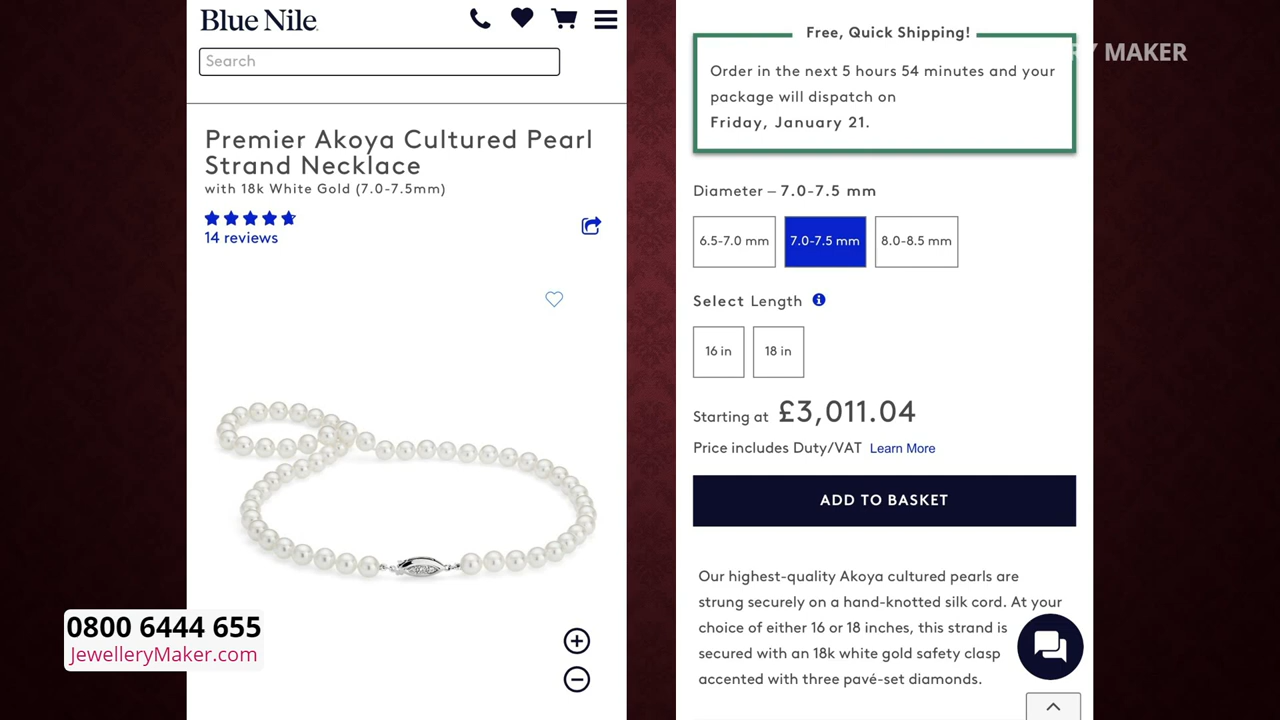 Blue Nile
Search
Premier Akoya Cultured Pearl
Strand Necklace
with 18k White Gold (7.0-7.5mm)
14 reviews
0800 6444 655
JewelleryMaker.com
Free, Quick Shipping!
Order in the next 5 hours 54 minutes and your
package will dispatch on
Friday, January 21.
Diameter – 7.0-7.5 mm
6.5-7.0 mm
7.0-7.5 mm
8.0-8.5 mm
Select Length
16 in
18 in
Starting at £3,011.04
Price includes Duty/VAT Learn More
ADD TO BASKET
Our highest-quality Akoya cultured pearls are
strung securely on a hand-knotted silk cord. At your
choice of either 16 or 18 inches, this strand is
secured with an 18k white gold safety clasp
accented with three pavé-set diamonds.
MAKER